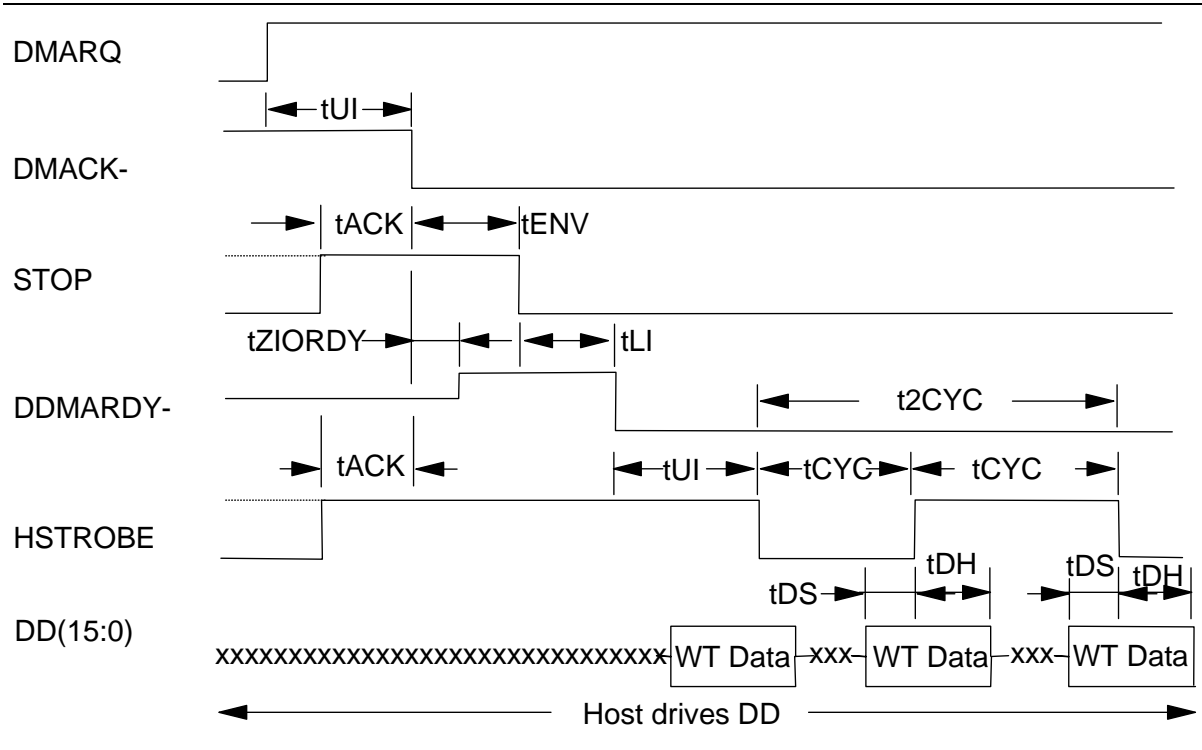 DMARQ
tUI
DMACK-
tACK
tENV
STOP
tZIORDY
tLI
DDMARDY-
t2CYC
tACK
tUI
tCYC
tCYC
HSTROBE
tDS
tDH
tDS
tDH
DD(15:0)
xxxxxxxxxxxxxxxxxxxxxxxxxxxxxxx WT Data xxx WT Data xxx WT Data
Host drives DD